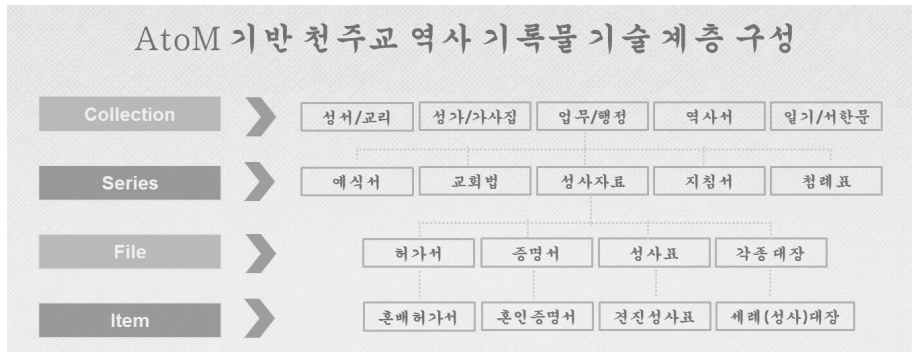 AtoM 기반 천주교 역사 기록물 기술 계층 구성
Collection 성서/교리 성가/가사집 업무/행정 역사서 일기/서한문
Series 예식서 교회법 성사자료 지침서 첨례표
File 허가서 증명서 성사표 각종 대장
Item 혼배허가서 혼인증명서 견진성사표 세례(성사)대장